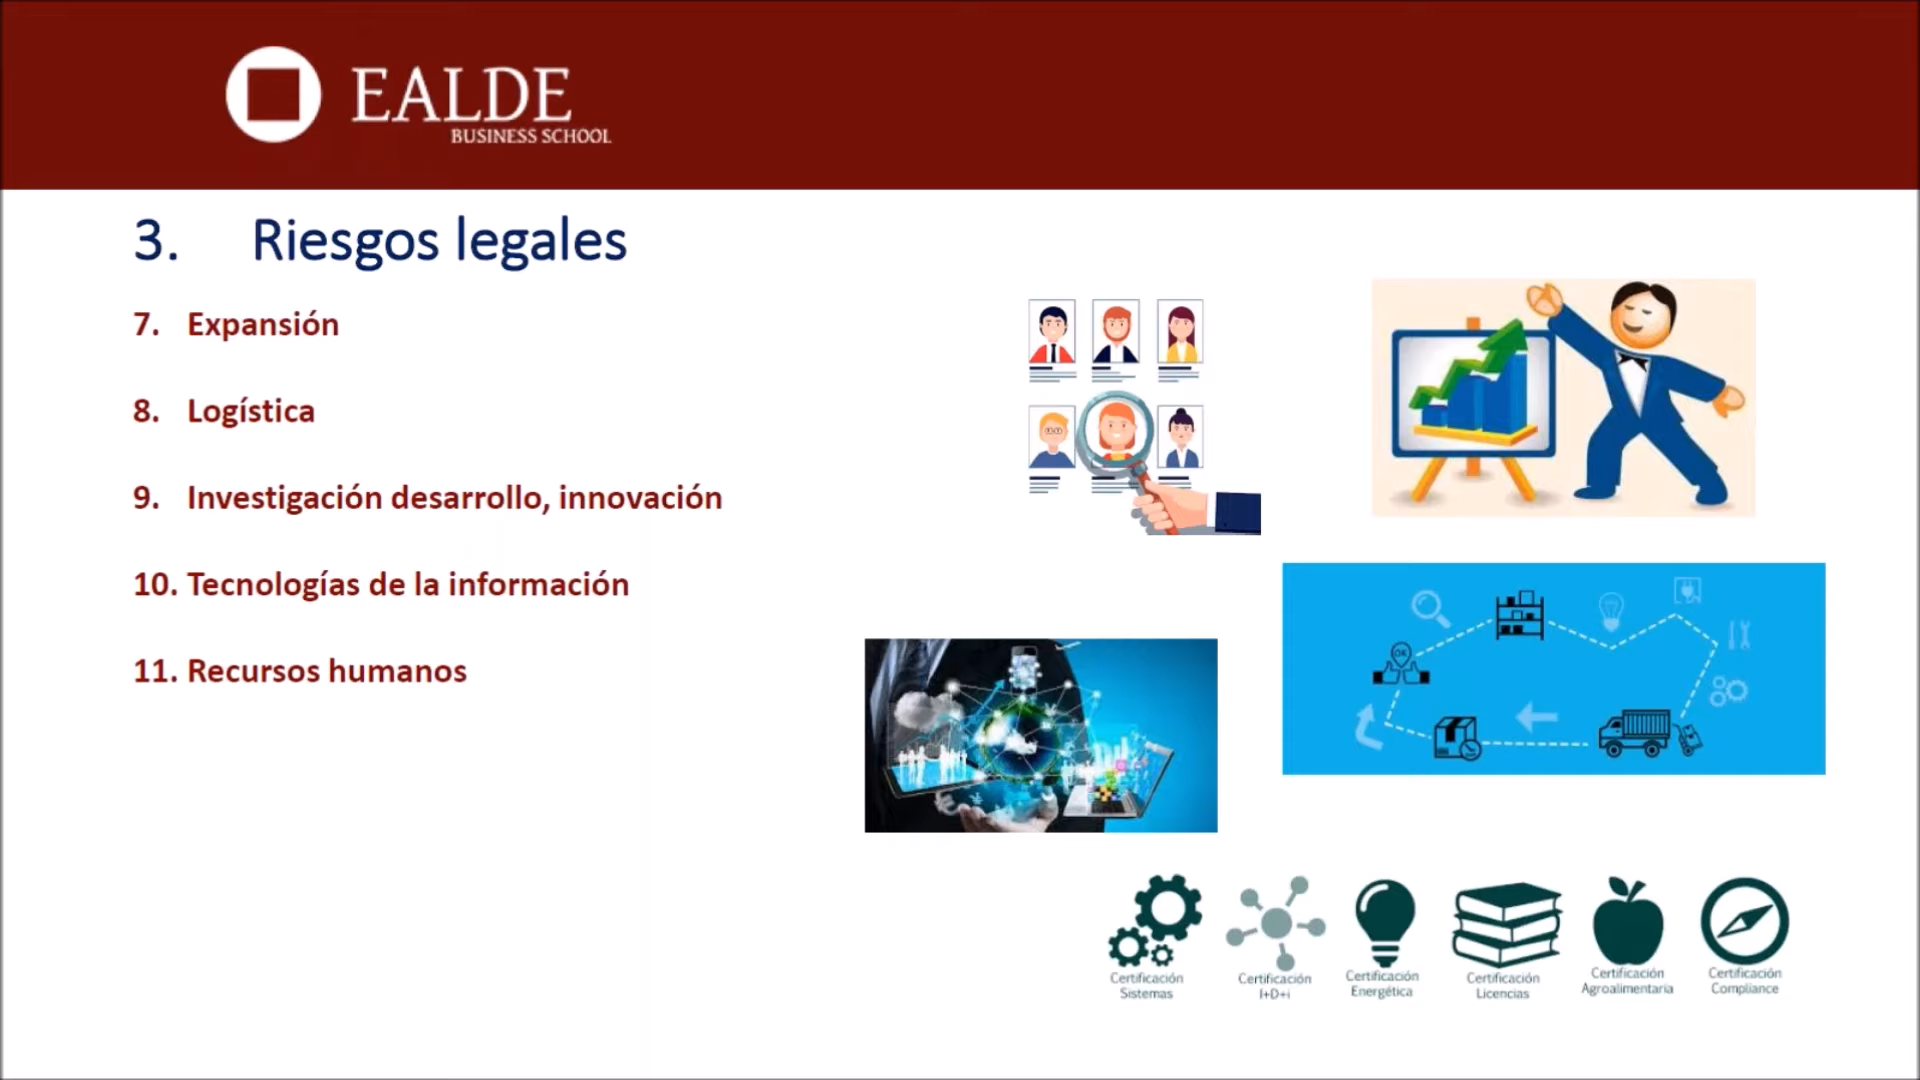 EALDE
BUSINESS SCHOOL
3. Riesgos legales
7. Expansión
8. Logística
9. Investigación desarrollo, innovación
10. Tecnologías de la información
11. Recursos humanos
OK
Certificación
Sistemas
Certificación
I+D+i
Certificación
Energética
Certificación
Licencias
Certificación
Agroalimentaria
Certificación
Compliance